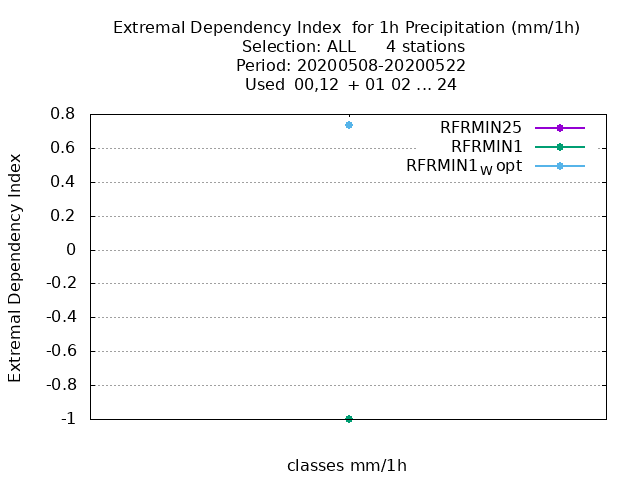 Extremal Dependency Index  for 1h Precipitation (mm/1h)
Selection: ALL      4 stations
Period: 20200508-20200522
Used  00,12  + 01 02 ... 24
0.8
0.6
0.4
0.2
0
-0.2
-0.4
-0.6
-0.8
-1
Extremal Dependency Index
RFRMIN25
RFRMIN1
RFRMIN1W opt
classes mm/1h